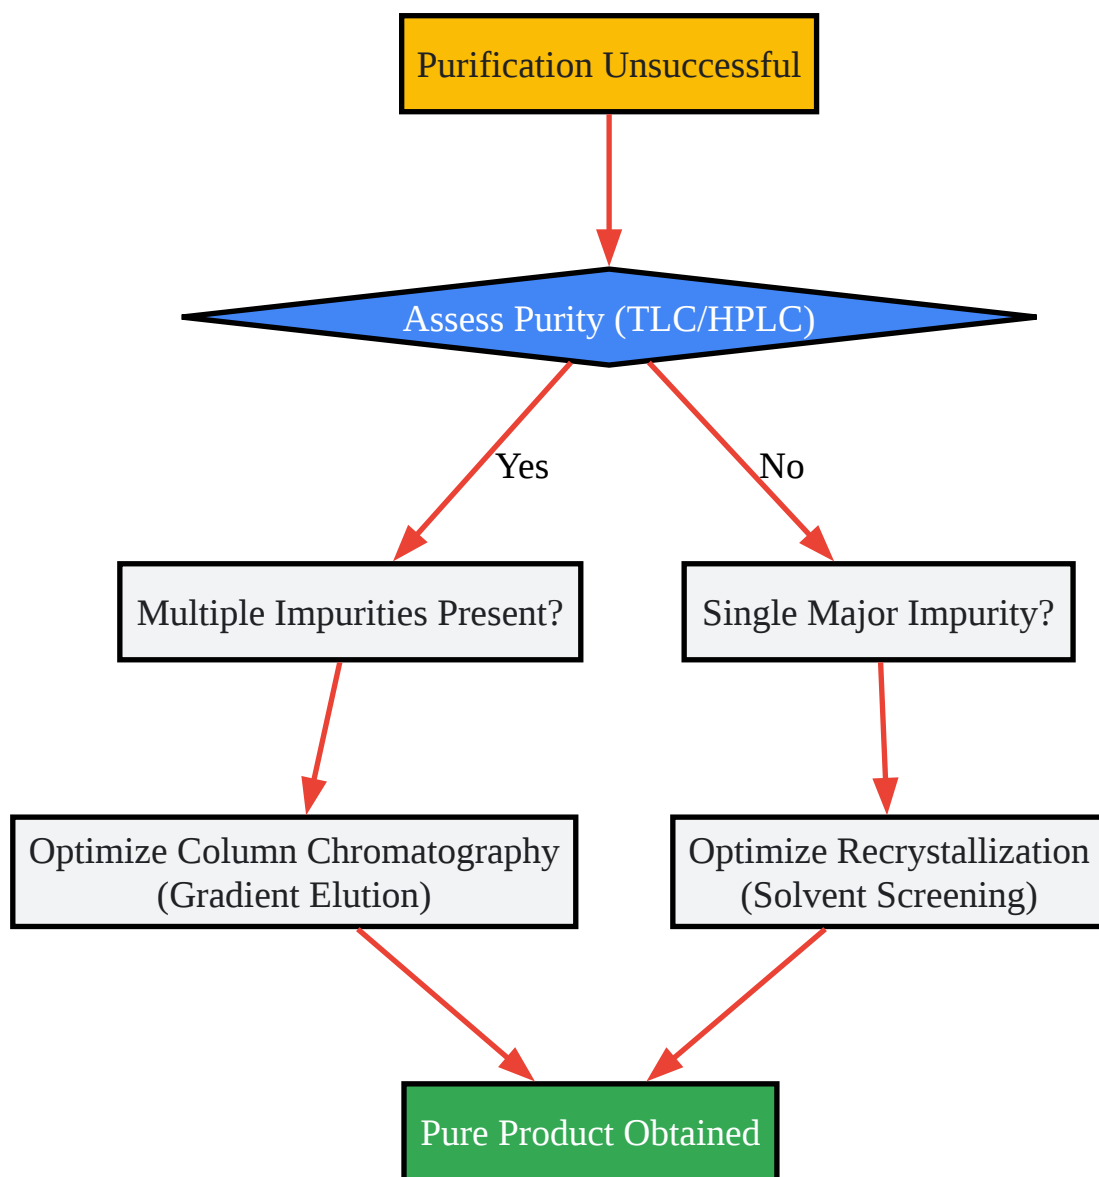 Purification Unsuccessful
Assess Purity (TLC/HPLC)
Yes
No
Multiple Impurities Present?
Single Major Impurity?
Optimize Column Chromatography
(Gradient Elution)
Optimize Recrystallization
(Solvent Screening)
Pure Product Obtained